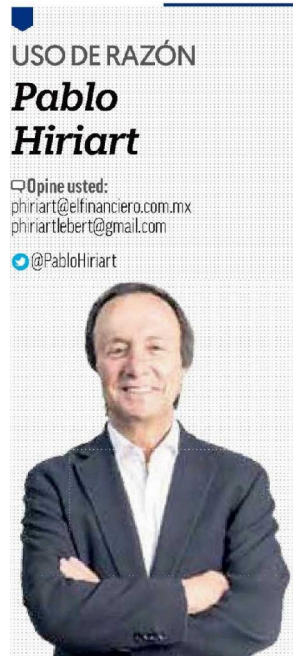 USO DE RAZÓN
Pablo
Hiriart
Opine usted:
phiriart@elfinanciero.com.mx
phiriartlebert@gmail.com
@PabloHiriart